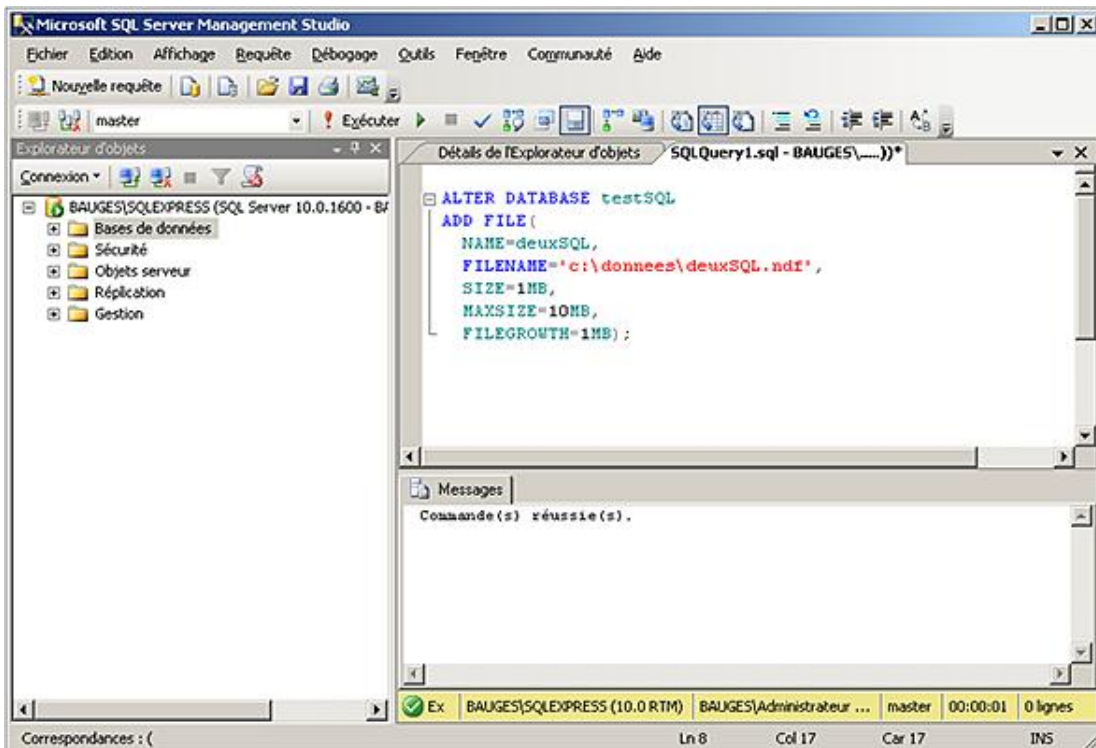 Microsoft SQL Server Management Studio
Fichier Edition Affichage Requête Débogage Outils Fenêtre Communauté Aide
Nouvelle requête
master Exécuter
Explorateur d'objets
Détails de l'Explorateur d'objets SQLQuery1.sql - BAUGES\.....))*
Connexion
BAUGES\SQLEXPRESS (SQL Server 10.0.1600 - BA
Bases de données
Sécurité
Objets serveur
Réplication
Gestion
ALTER DATABASE testSQL
ADD FILE(
NAME=deuxSQL,
FILENAME='c:\donnees\deuxSQL.ndf',
SIZE=1MB,
MAXSIZE=10MB,
FILEGROWTH=1MB);
Messages
Commande(s) réussie(s).
Ex BAUGES\SQLEXPRESS (10.0 RTM) BAUGES\Administrateur ... master 00:00:01 0 lignes
Correspondances : ( Ln 8 Col 17 Car 17 INS